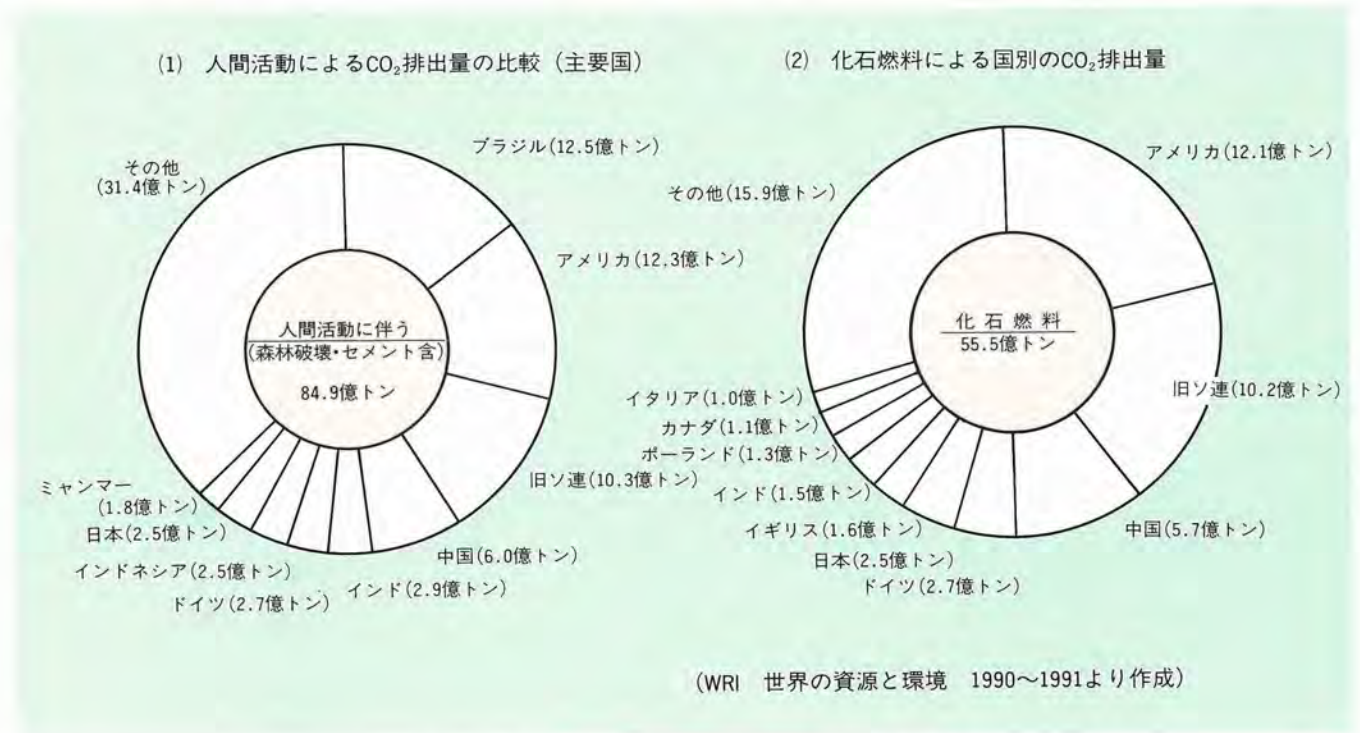 (1) 人間活動によるCO₂排出量の比較（主要国）
ブラジル(12.5億トン)
アメリカ(12.3億トン)
旧ソ連(10.3億トン)
中国(6.0億トン)
インド(2.9億トン)
ドイツ(2.7億トン)
インドネシア(2.5億トン)
日本(2.5億トン)
ミャンマー
(1.8億トン)
その他
(31.4億トン)
人間活動に伴う
(森林破壊・セメント含)
84.9億トン
(2) 化石燃料による国別のCO₂排出量
アメリカ(12.1億トン)
旧ソ連(10.2億トン)
中国(5.7億トン)
ドイツ(2.7億トン)
日本(2.5億トン)
イギリス(1.6億トン)
インド(1.5億トン)
ポーランド(1.3億トン)
カナダ(1.1億トン)
イタリア(1.0億トン)
その他(15.9億トン)
化石燃料
55.5億トン
(WRI 世界の資源と環境 1990〜1991より作成)